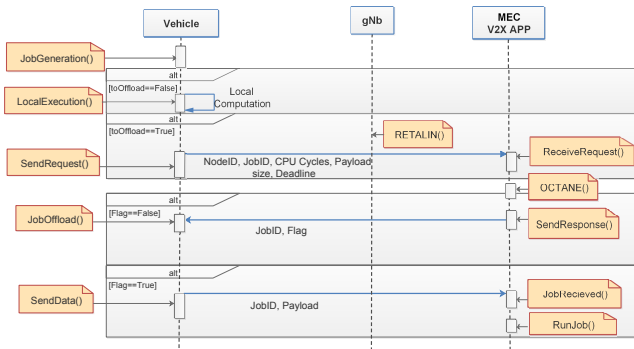 Vehicle
gNb
MEC
V2X APP
JobGeneration()
alt
[toOffload==False]
LocalExecution()
Local
Computation
alt
[toOffload==True]
RETALIN()
SendRequest()
NodeID, JobID, CPU Cycles, Payload
size, Deadline
ReceiveRequest()
OCTANE()
alt
[Flag==False]
JobOffload()
JobID, Flag
SendResponse()
alt
[Flag==True]
SendData()
JobID, Payload
JobRecieved()
RunJob()